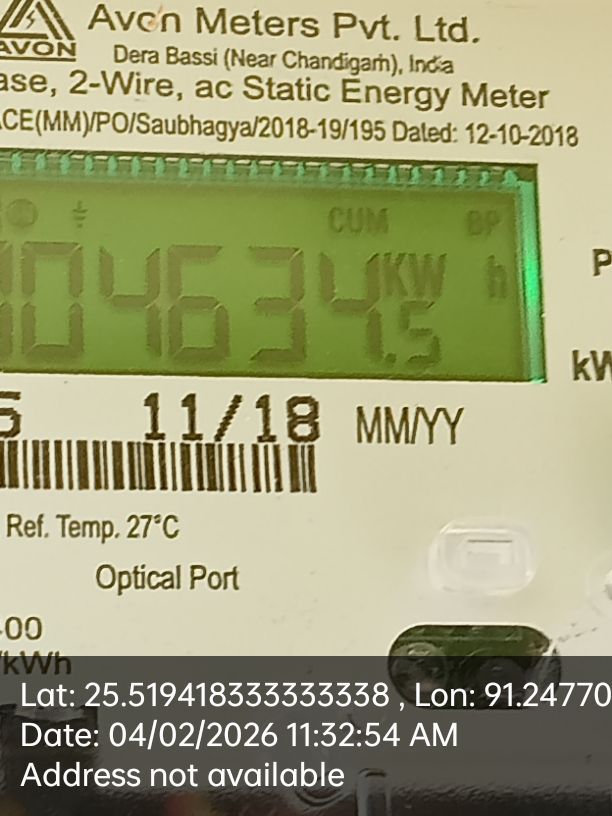 AVON
Avon Meters Pvt. Ltd.
Dera Bassi (Near Chandigarh), India
ase, 2-Wire, ac Static Energy Meter
ACE(MM)/PO/Saubhagya/2018-19/195 Dated: 12-10-2018
CUM BP
004634.5 KW h
P
kW
5 11/18 MM/YY
Ref. Temp. 27°C
Optical Port
00
/kWh
Lat: 25.519418333333338 , Lon: 91.24770
Date: 04/02/2026 11:32:54 AM
Address not available